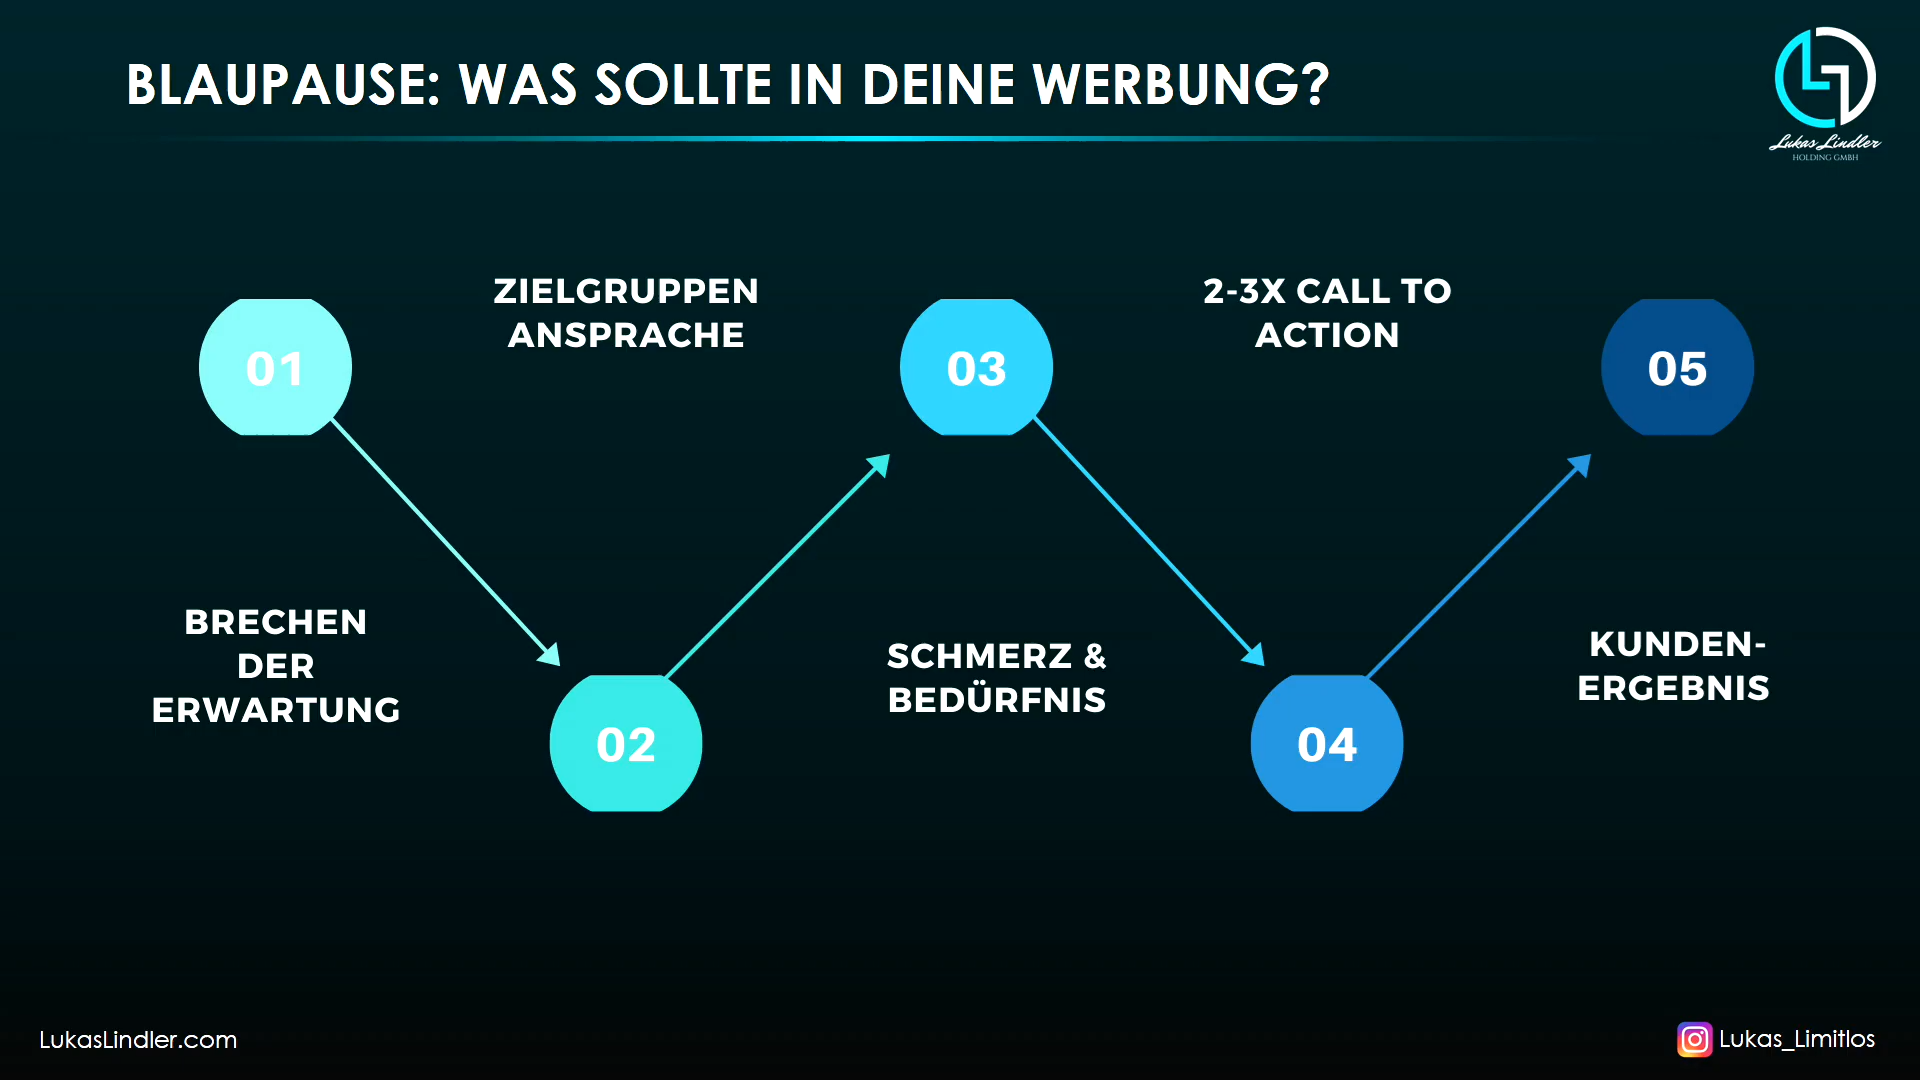 BLAUPAUSE: WAS SOLLTE IN DEINE WERBUNG?
Lukas Lindler
HOLDING GMBH
01
BRECHEN
DER
ERWARTUNG
ZIELGRUPPEN
ANSPRACHE
02
03
SCHMERZ &
BEDÜRFNIS
2-3X CALL TO
ACTION
04
05
KUNDEN-
ERGEBNIS
LukasLindler.com
Lukas_Limitlos